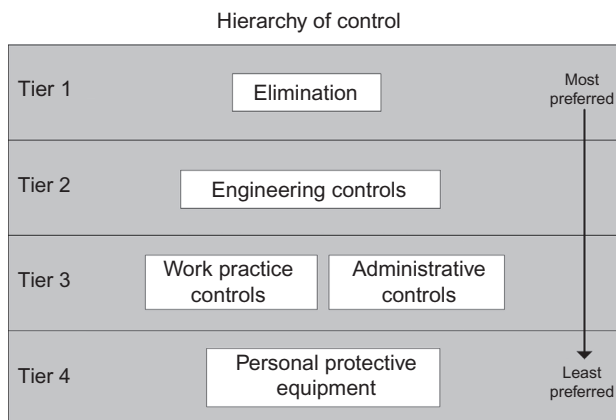 Hierarchy of control
Tier 1
Elimination
Most
preferred
Tier 2
Engineering controls
Tier 3
Work practice
controls
Administrative
controls
Tier 4
Personal protective
equipment
Least
preferred